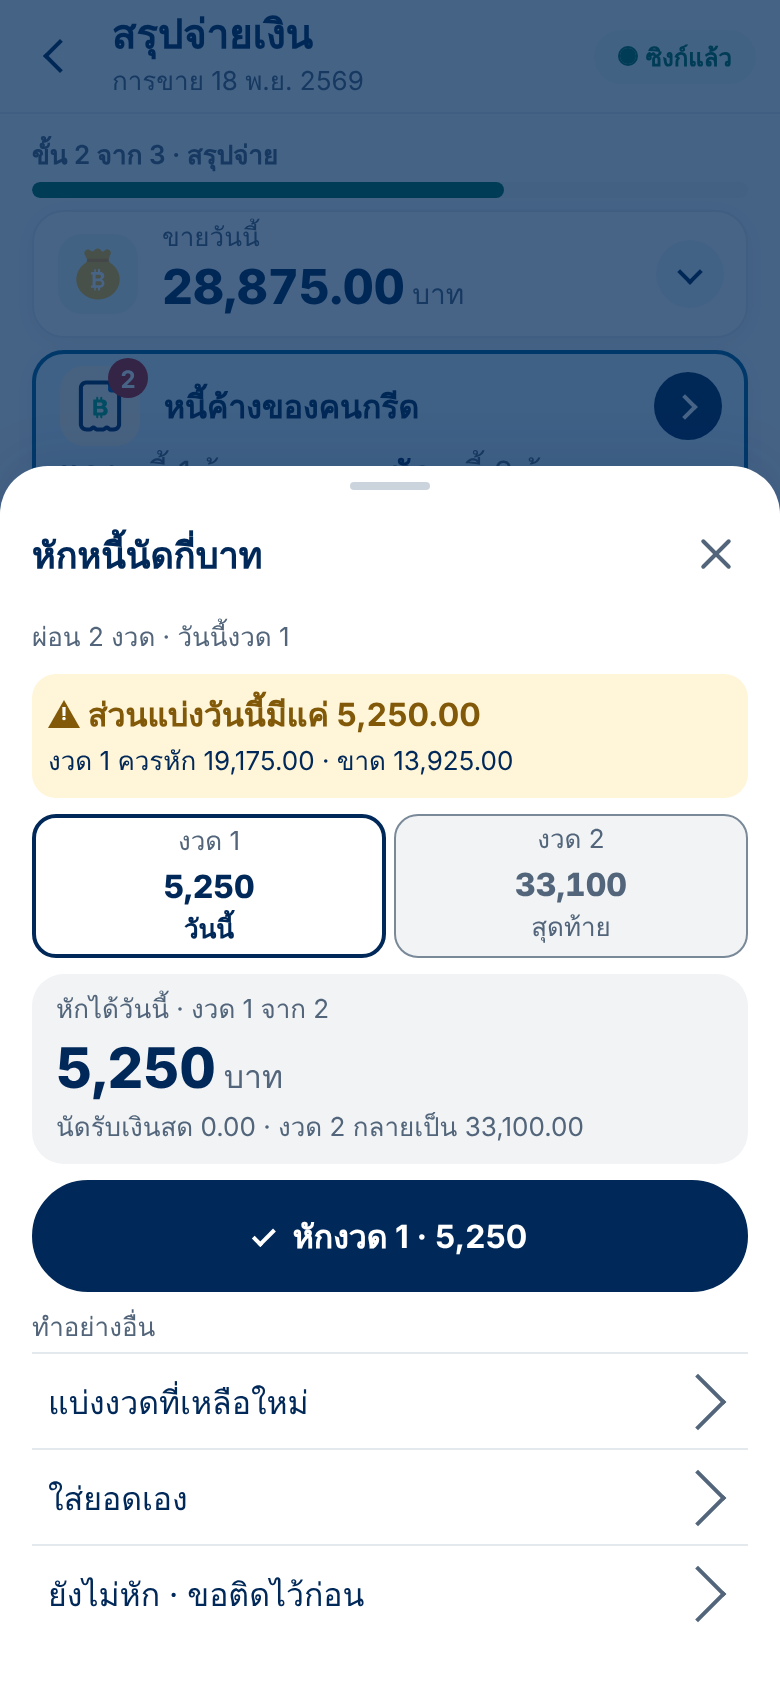 สรุปจ่ายเงิน
การขาย 18 พ.ย. 2569
ซิงก์แล้ว
ขั้น 2 จาก 3 · สรุปจ่าย
ขายวันนี้
28,875.00 บาท
2
หนี้ค้างของคนกรีด
หักหนี้นัดกี่บาท
ผ่อน 2 งวด · วันนี้งวด 1
ส่วนแบ่งวันนี้มีแค่ 5,250.00
งวด 1 ควรหัก 19,175.00 · ขาด 13,925.00
งวด 1
5,250
วันนี้
งวด 2
33,100
สุดท้าย
หักได้วันนี้ · งวด 1 จาก 2
5,250 บาท
นัดรับเงินสด 0.00 · งวด 2 กลายเป็น 33,100.00
หักงวด 1 · 5,250
ทำอย่างอื่น
แบ่งงวดที่เหลือใหม่
ใส่ยอดเอง
ยังไม่หัก · ขอติดไว้ก่อน